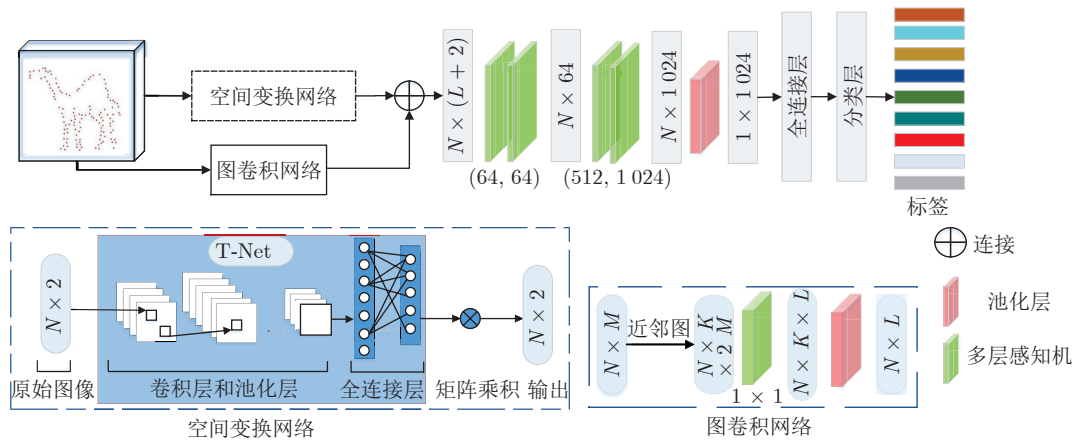 空间变换网络
图卷积网络
N × (L + 2)
(64, 64)
N × 64
(512, 1 024)
N × 1 024
1 × 1 024
全连接层
分类层
标签
连接
池化层
多层感知机
T-Net
N × 2
原始图像
卷积层和池化层
全连接层
矩阵乘积
N × 2
输出
空间变换网络
N × M
近邻图
N × K
× 2 M
1 × 1
N × K × L
N × L
图卷积网络